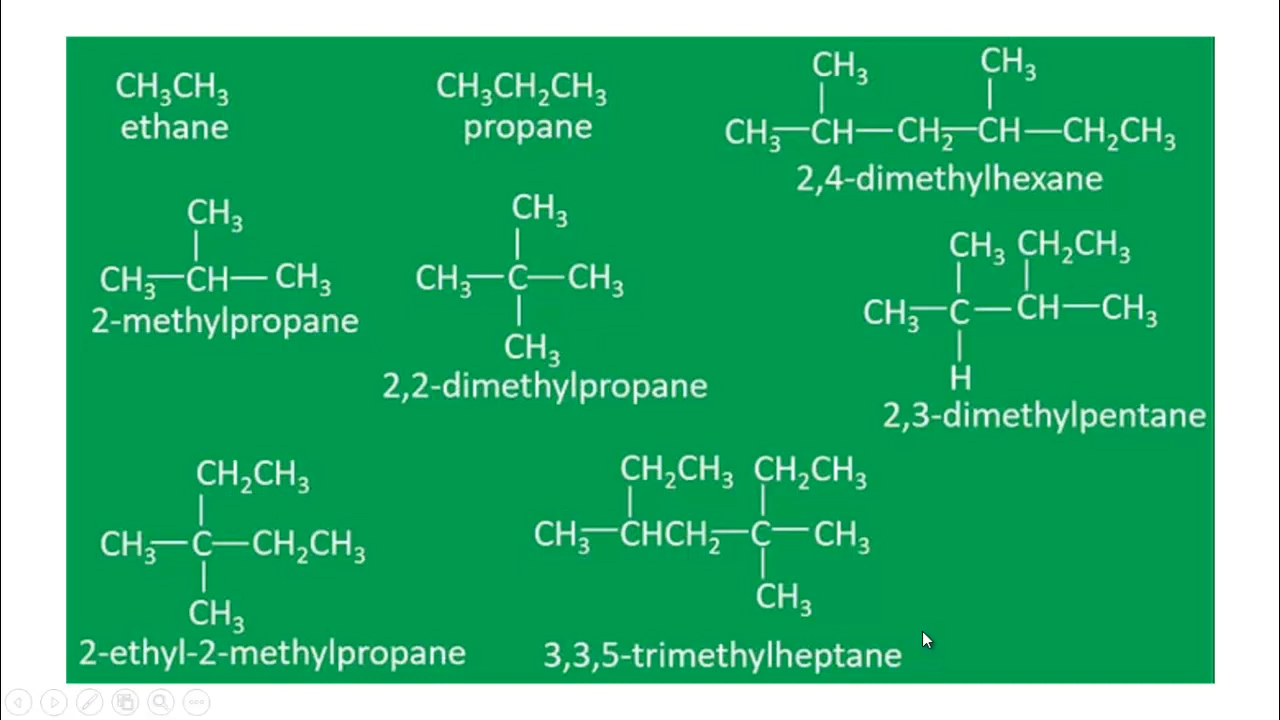 CH₃CH₃
ethane
CH₃CH₂CH₃
propane
CH₃ CH₃
CH₃—CH—CH₂—CH—CH₂CH₃
2,4-dimethylhexane
CH₃
CH₃—CH—CH₃
2-methylpropane
CH₃
CH₃—C—CH₃
CH₃
2,2-dimethylpropane
CH₃ CH₂CH₃
CH₃—C—CH—CH₃
H
2,3-dimethylpentane
CH₂CH₃
CH₃—C—CH₂CH₃
CH₃
2-ethyl-2-methylpropane
CH₂CH₃ CH₂CH₃
CH₃—CHCH₂—C—CH₃
CH₃
3,3,5-trimethylheptane